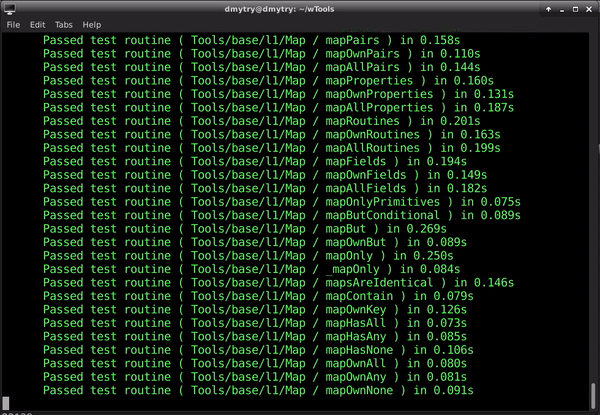 dmytry@dmytry: ~/wTools
File Edit Tabs Help
Passed test routine ( Tools/base/l1/Map / mapPairs ) in 0.158s
Passed test routine ( Tools/base/l1/Map / mapOwnPairs ) in 0.110s
Passed test routine ( Tools/base/l1/Map / mapAllPairs ) in 0.144s
Passed test routine ( Tools/base/l1/Map / mapProperties ) in 0.160s
Passed test routine ( Tools/base/l1/Map / mapOwnProperties ) in 0.131s
Passed test routine ( Tools/base/l1/Map / mapAllProperties ) in 0.187s
Passed test routine ( Tools/base/l1/Map / mapRoutines ) in 0.201s
Passed test routine ( Tools/base/l1/Map / mapOwnRoutines ) in 0.163s
Passed test routine ( Tools/base/l1/Map / mapAllRoutines ) in 0.199s
Passed test routine ( Tools/base/l1/Map / mapFields ) in 0.194s
Passed test routine ( Tools/base/l1/Map / mapOwnFields ) in 0.149s
Passed test routine ( Tools/base/l1/Map / mapAllFields ) in 0.182s
Passed test routine ( Tools/base/l1/Map / mapOnlyPrimitives ) in 0.075s
Passed test routine ( Tools/base/l1/Map / mapButConditional ) in 0.089s
Passed test routine ( Tools/base/l1/Map / mapBut ) in 0.269s
Passed test routine ( Tools/base/l1/Map / mapOwnBut ) in 0.089s
Passed test routine ( Tools/base/l1/Map / mapOnly ) in 0.250s
Passed test routine ( Tools/base/l1/Map / _mapOnly ) in 0.084s
Passed test routine ( Tools/base/l1/Map / mapsAreIdentical ) in 0.146s
Passed test routine ( Tools/base/l1/Map / mapContain ) in 0.079s
Passed test routine ( Tools/base/l1/Map / mapOwnKey ) in 0.126s
Passed test routine ( Tools/base/l1/Map / mapHasAll ) in 0.073s
Passed test routine ( Tools/base/l1/Map / mapHasAny ) in 0.085s
Passed test routine ( Tools/base/l1/Map / mapHasNone ) in 0.106s
Passed test routine ( Tools/base/l1/Map / mapOwnAll ) in 0.080s
Passed test routine ( Tools/base/l1/Map / mapOwnAny ) in 0.081s
Passed test routine ( Tools/base/l1/Map / mapOwnNone ) in 0.091s